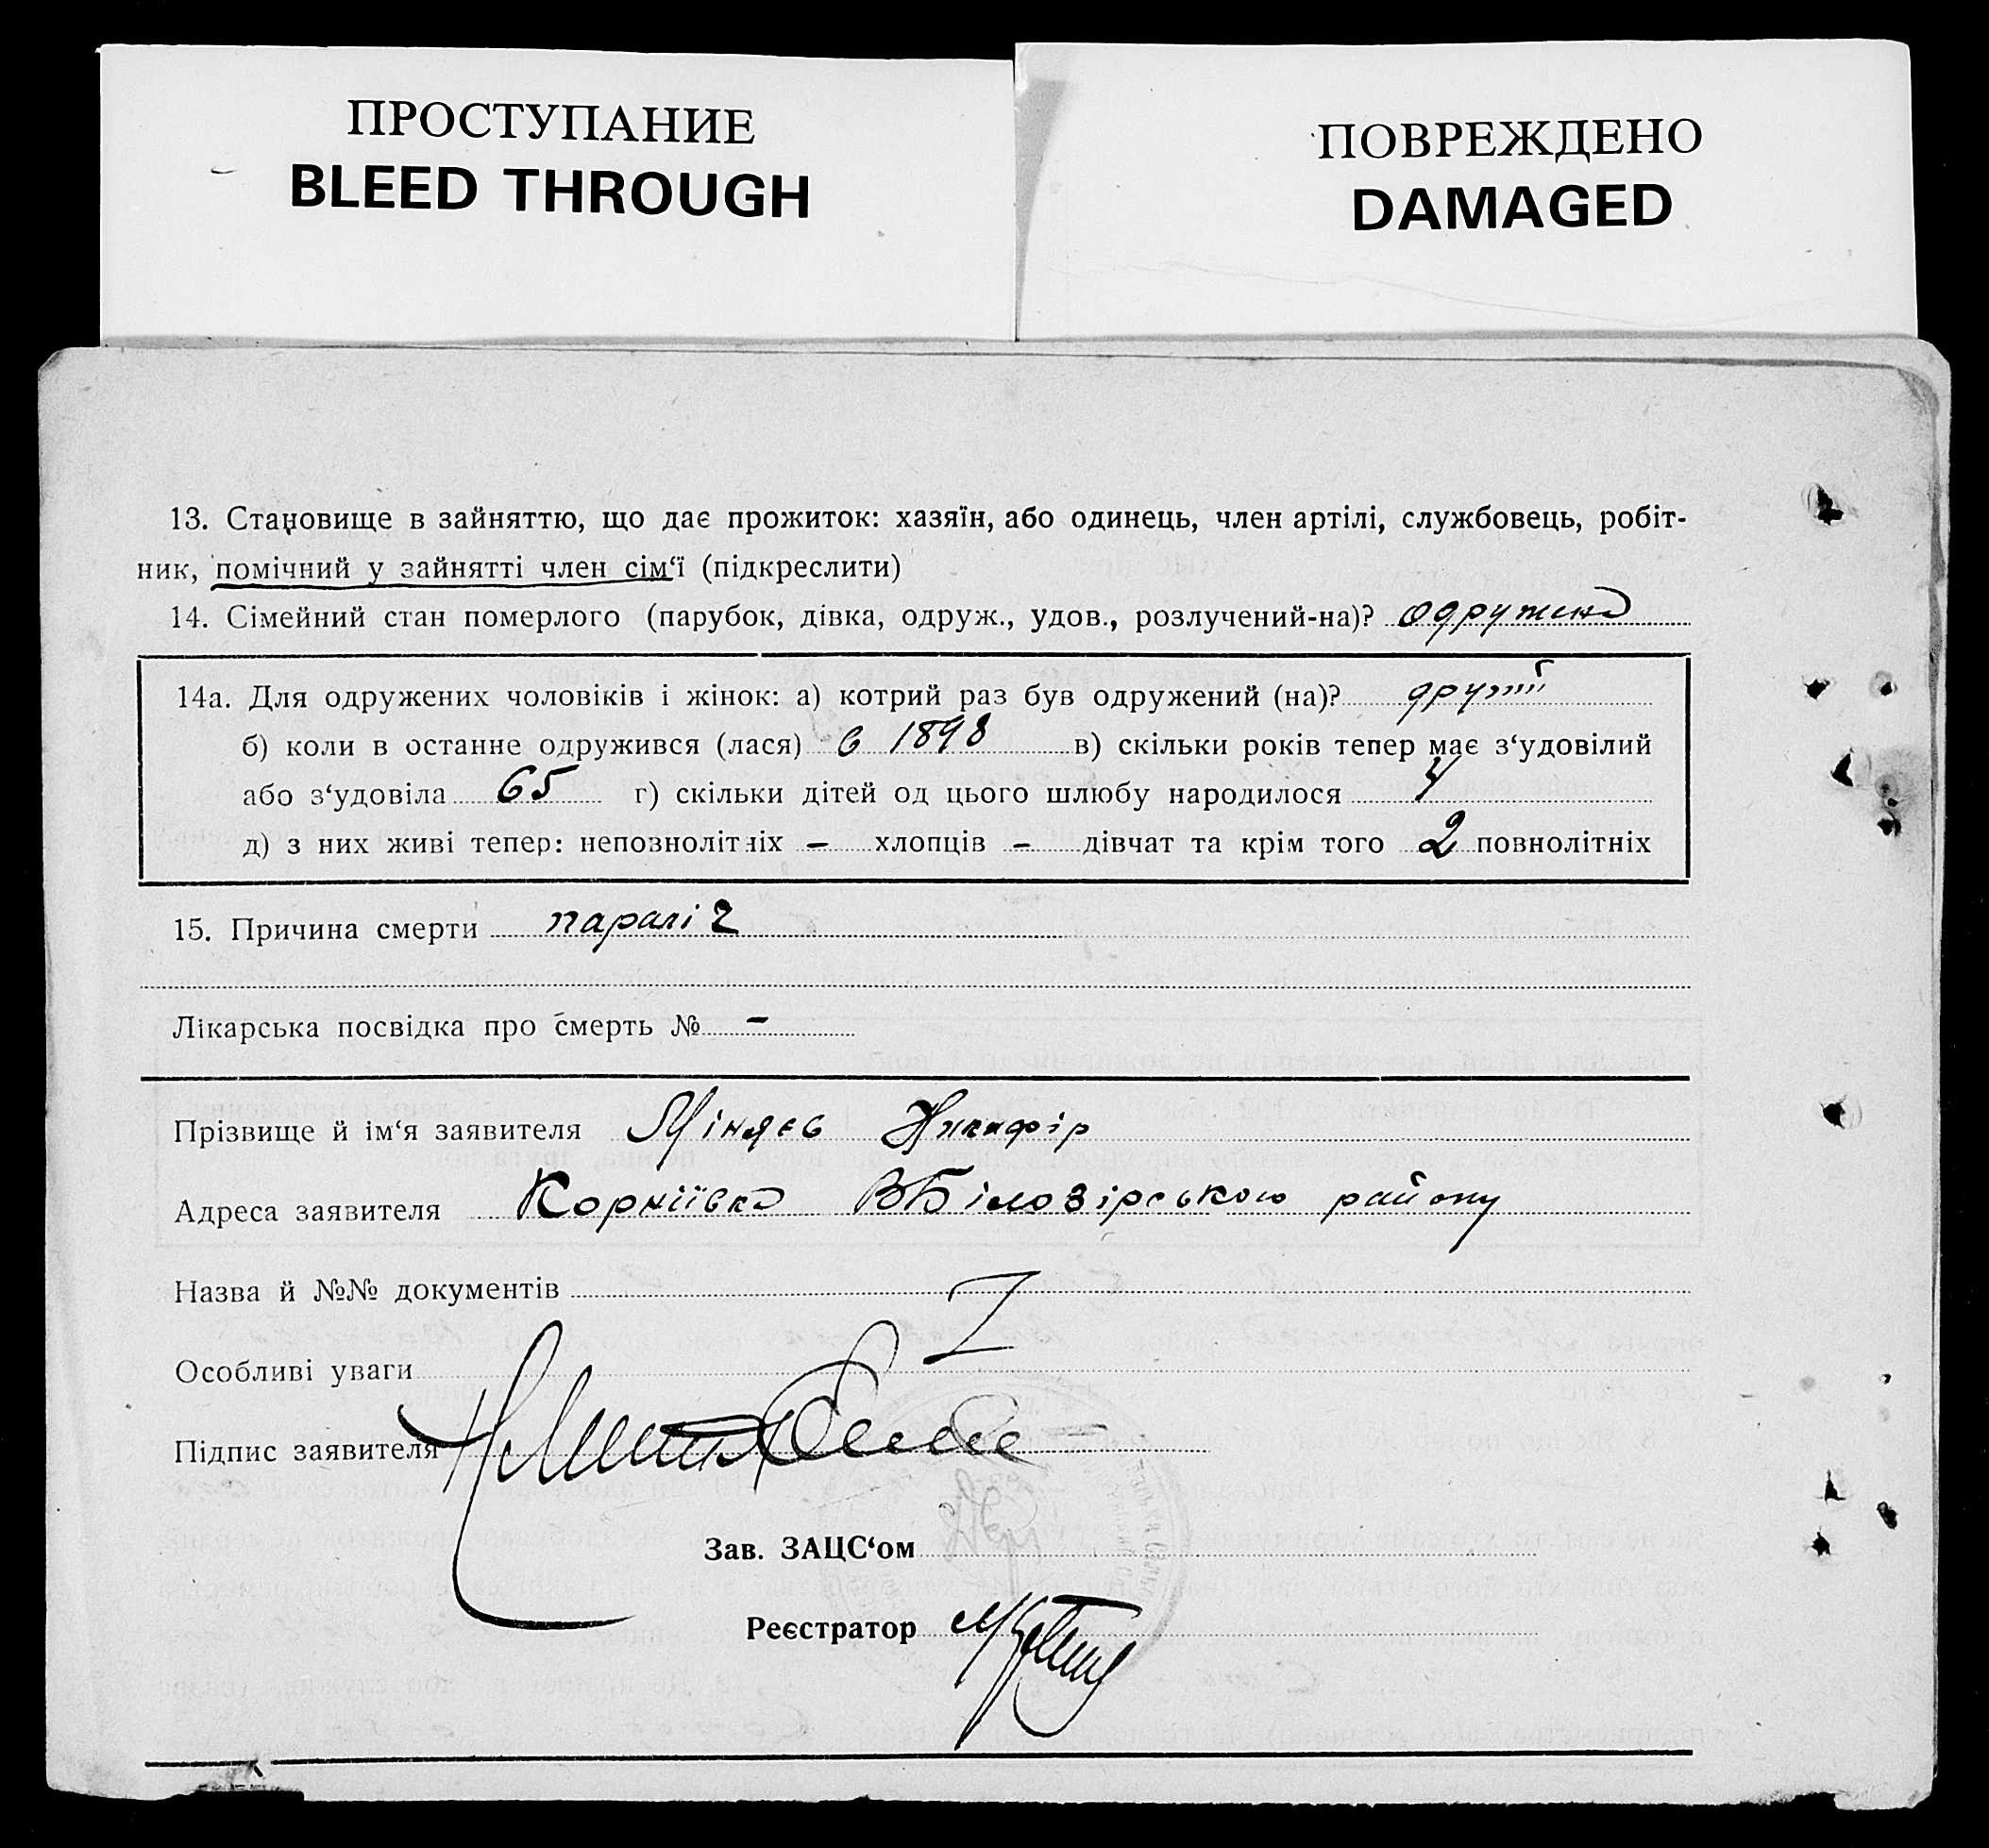 ПРОСТУПАНИЕ
BLEED THROUGH
ПОВРЕЖДЕНО
DAMAGED
13. Становище в зайняттю, що дає прожиток: хазяїн, або одинець, член артілі, службовець, робіт-
ник, помічний у зайнятті член сім‘ї (підкреслити)
14. Сімейний стан померлого (парубок, дівка, одруж., удов., розлучений-на)? одружена
14а. Для одружених чоловіків і жінок: а) котрий раз був одружений (на)? другий
б) коли в останне одружився (лася) в 1898 в) скільки років тепер має з‘удовілий
або з‘удовіла 65 г) скільки дітей од цього шлюбу народилося 4
д) з них живі тепер: неповнолітніх – хлопців – дівчат та крім того 2 повнолітніх
15. Причина смерти параліч
Лікарська посвідка про смерть № –
Прізвище й ім‘я заявителя Міняєв Никифір
Адреса заявителя Корніївка ВБілозірського району
Назва й №№ документів
Особливі уваги
Підпис заявителя
Зав. ЗАЦС‘ом
Реєстратор